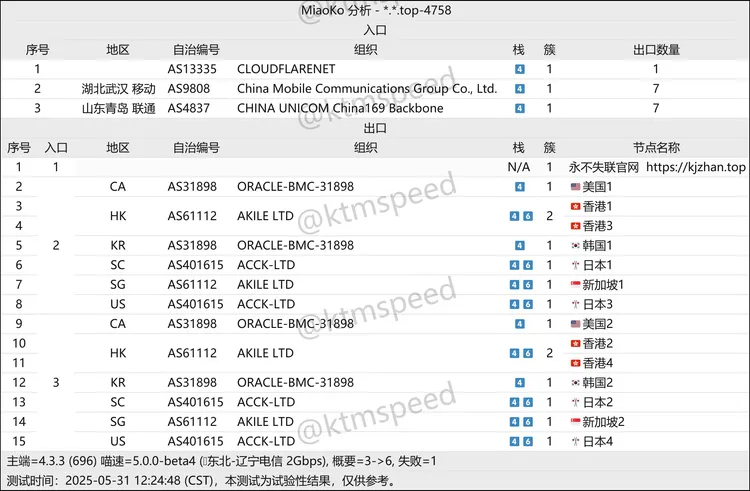 MiaoKo 分析 - *.*.top-4758
入口
序号 地区 自治编号 组织 栈 簇 出口数量
1 AS13335 CLOUDFLARENET 4 1 1
2 湖北武汉 移动 AS9808 China Mobile Communications Group Co., Ltd. 4 1 7
3 山东青岛 联通 AS4837 CHINA UNICOM China169 Backbone 4 1 7
出口
序号 入口 地区 自治编号 组织 栈 簇 节点名称
1 1 N/A 1 永不失联官网 https://kjzhan.top
2 CA AS31898 ORACLE-BMC-31898 4 1 美国1
3 香港1
HK AS61112 AKILE LTD 4 6 2
4 香港3
5 2 KR AS31898 ORACLE-BMC-31898 4 1 韩国1
6 SC AS401615 ACCK-LTD 4 6 1 日本1
7 SG AS61112 AKILE LTD 4 6 1 新加坡1
8 US AS401615 ACCK-LTD 4 6 1 日本3
9 CA AS31898 ORACLE-BMC-31898 4 1 美国2
10 香港2
HK AS61112 AKILE LTD 4 6 2
11 香港4
12 3 KR AS31898 ORACLE-BMC-31898 4 1 韩国2
13 SC AS401615 ACCK-LTD 4 6 1 日本2
14 SG AS61112 AKILE LTD 4 6 1 新加坡2
15 US AS401615 ACCK-LTD 4 6 1 日本4
主端=4.3.3 (696) 喵速=5.0.0-beta4 (东北-辽宁电信 2Gbps), 概要=3->6, 失败=1
测试时间：2025-05-31 12:24:48 (CST)，本测试为试验性结果，仅供参考。
@ktmspeed
@ktmspeed
@ktmspeed
@ktmspeed
@ktmspeed